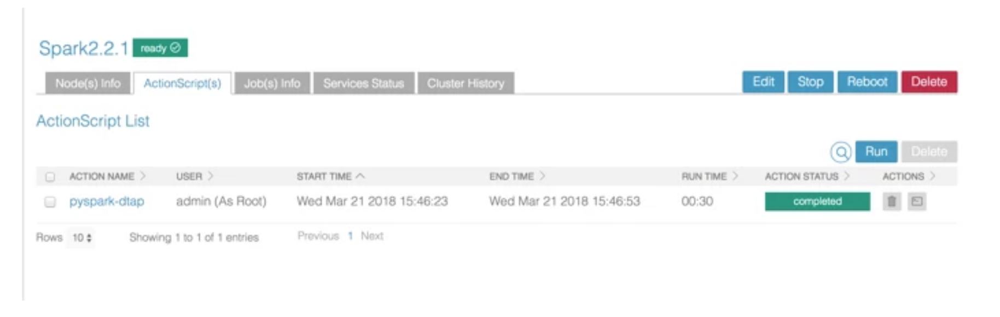 Spark2.2.1 ready
Node(s) Info ActionScript(s) Job(s) Info Services Status Cluster History Edit Stop Reboot Delete
ActionScript List
Run Delete
ACTION NAME USER START TIME END TIME RUN TIME ACTION STATUS ACTIONS
pyspark-dtap admin (As Root) Wed Mar 21 2018 15:46:23 Wed Mar 21 2018 15:46:53 00:30 completed
Rows 10 Showing 1 to 1 of 1 entries Previous 1 Next